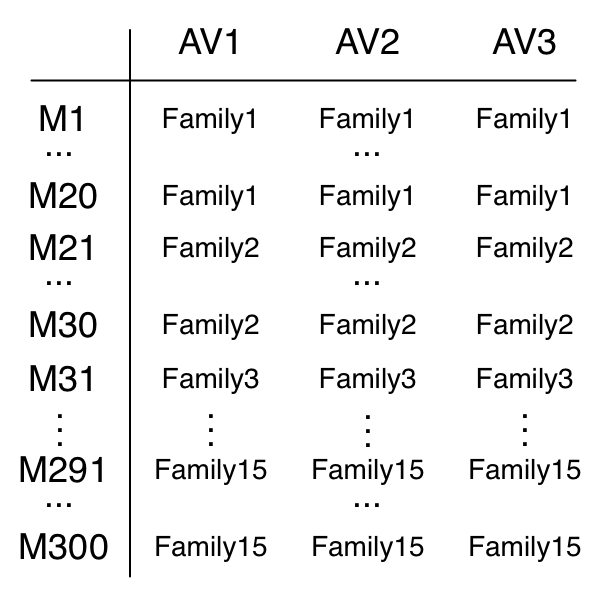 AV1 AV2 AV3
M1 Family1 Family1 Family1
... ...
M20 Family1 Family1 Family1
M21 Family2 Family2 Family2
... ...
M30 Family2 Family2 Family2
M31 Family3 Family3 Family3
⋮ ⋮ ⋮ ⋮
M291 Family15 Family15 Family15
... ...
M300 Family15 Family15 Family15